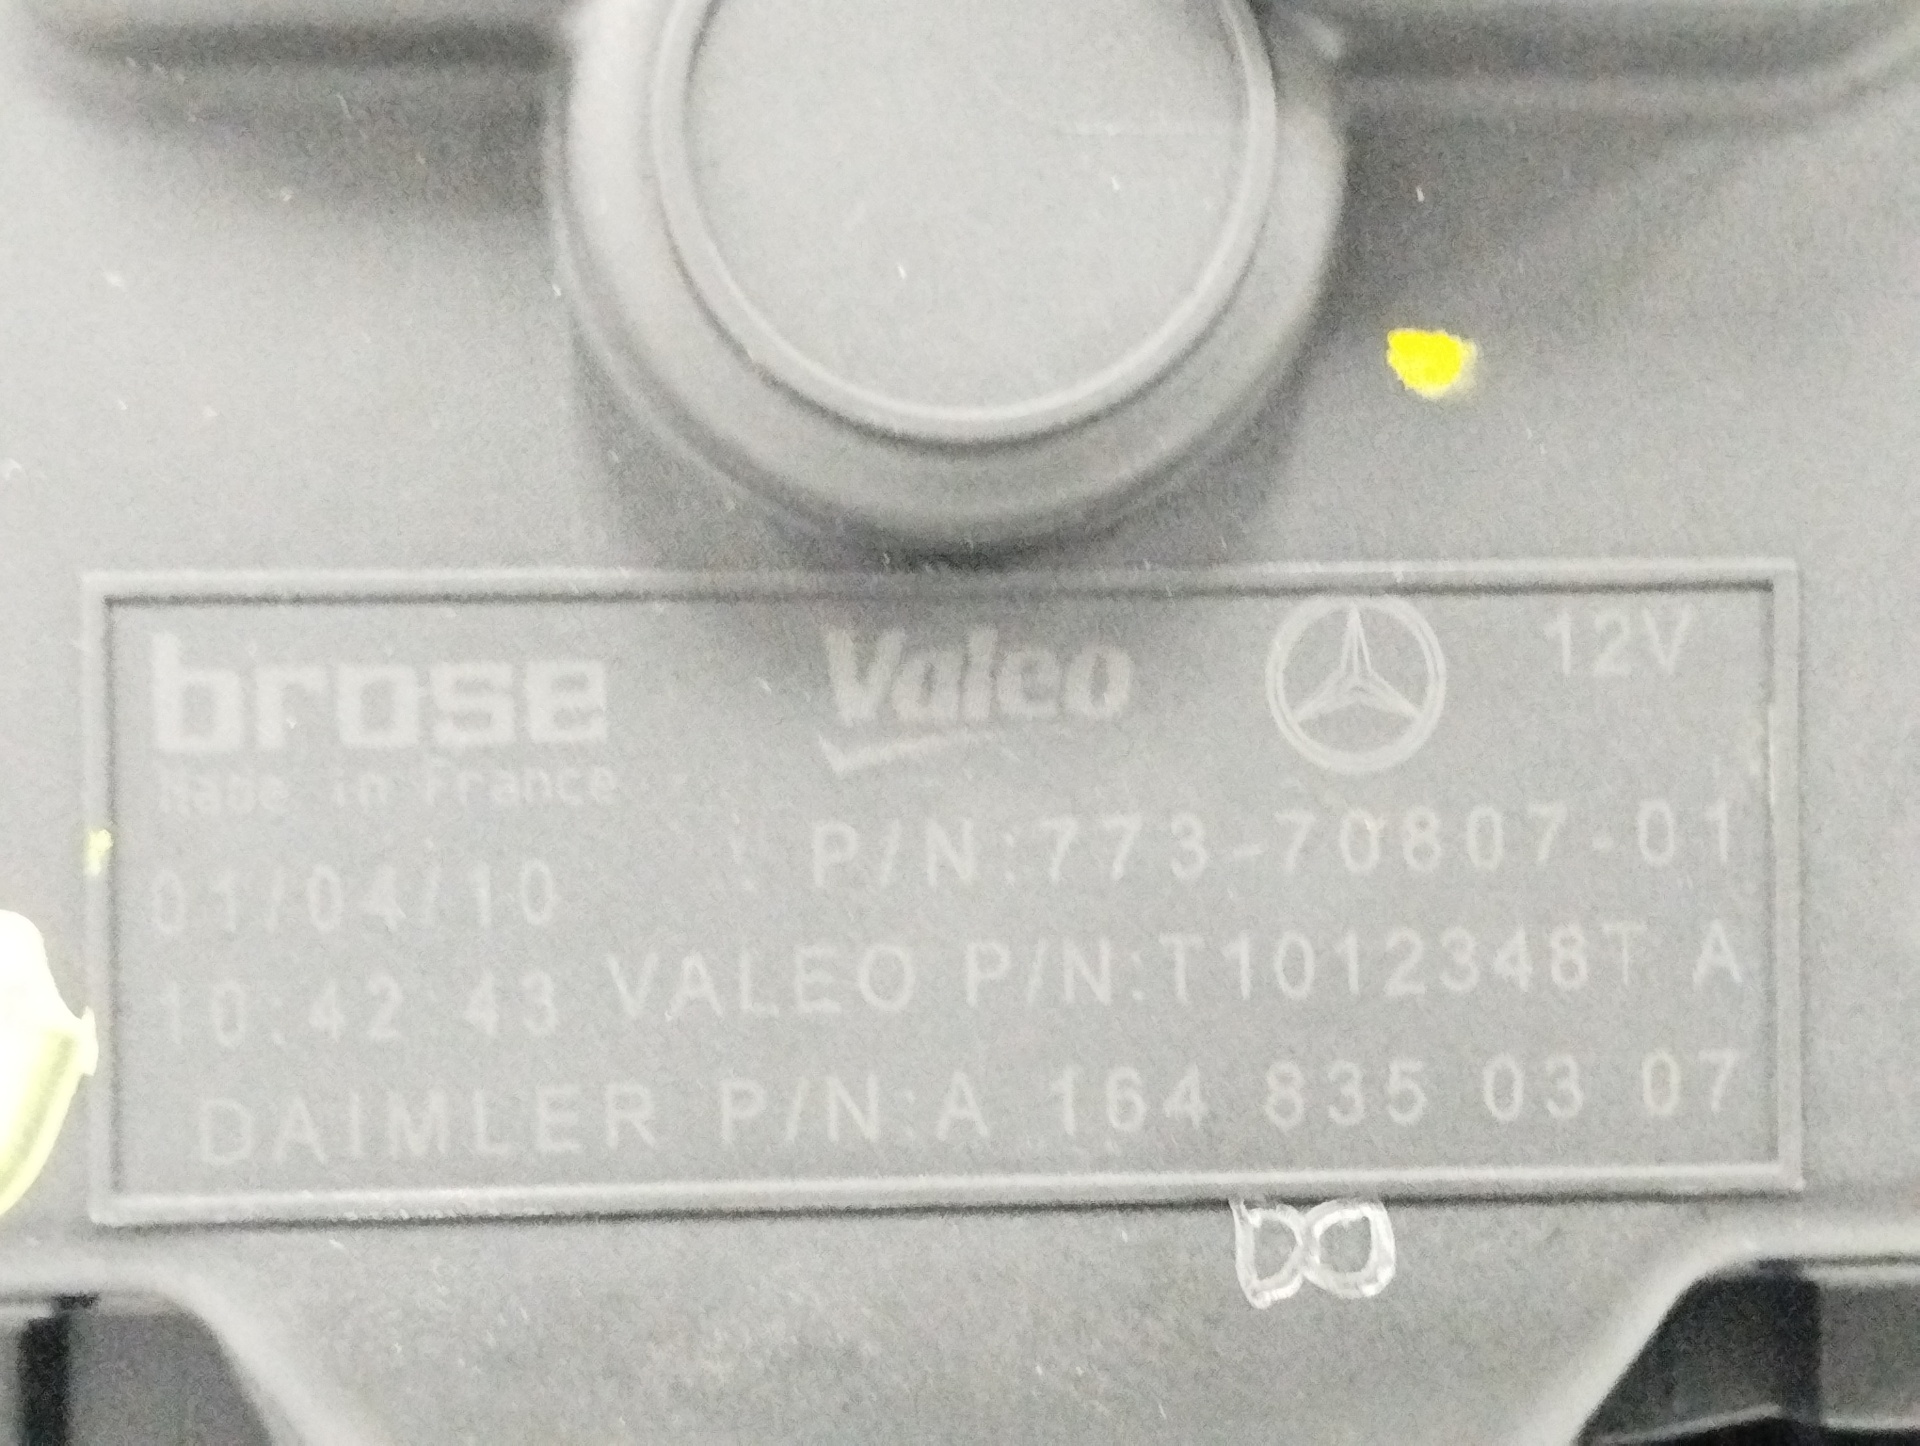 brose Valeo 12V
Made in France
P/N:773-70807-01
01/04/10
VALEO P/N:T1012348T A
10:42:43
DAIMLER P/N:A 164 835 03 07
DO